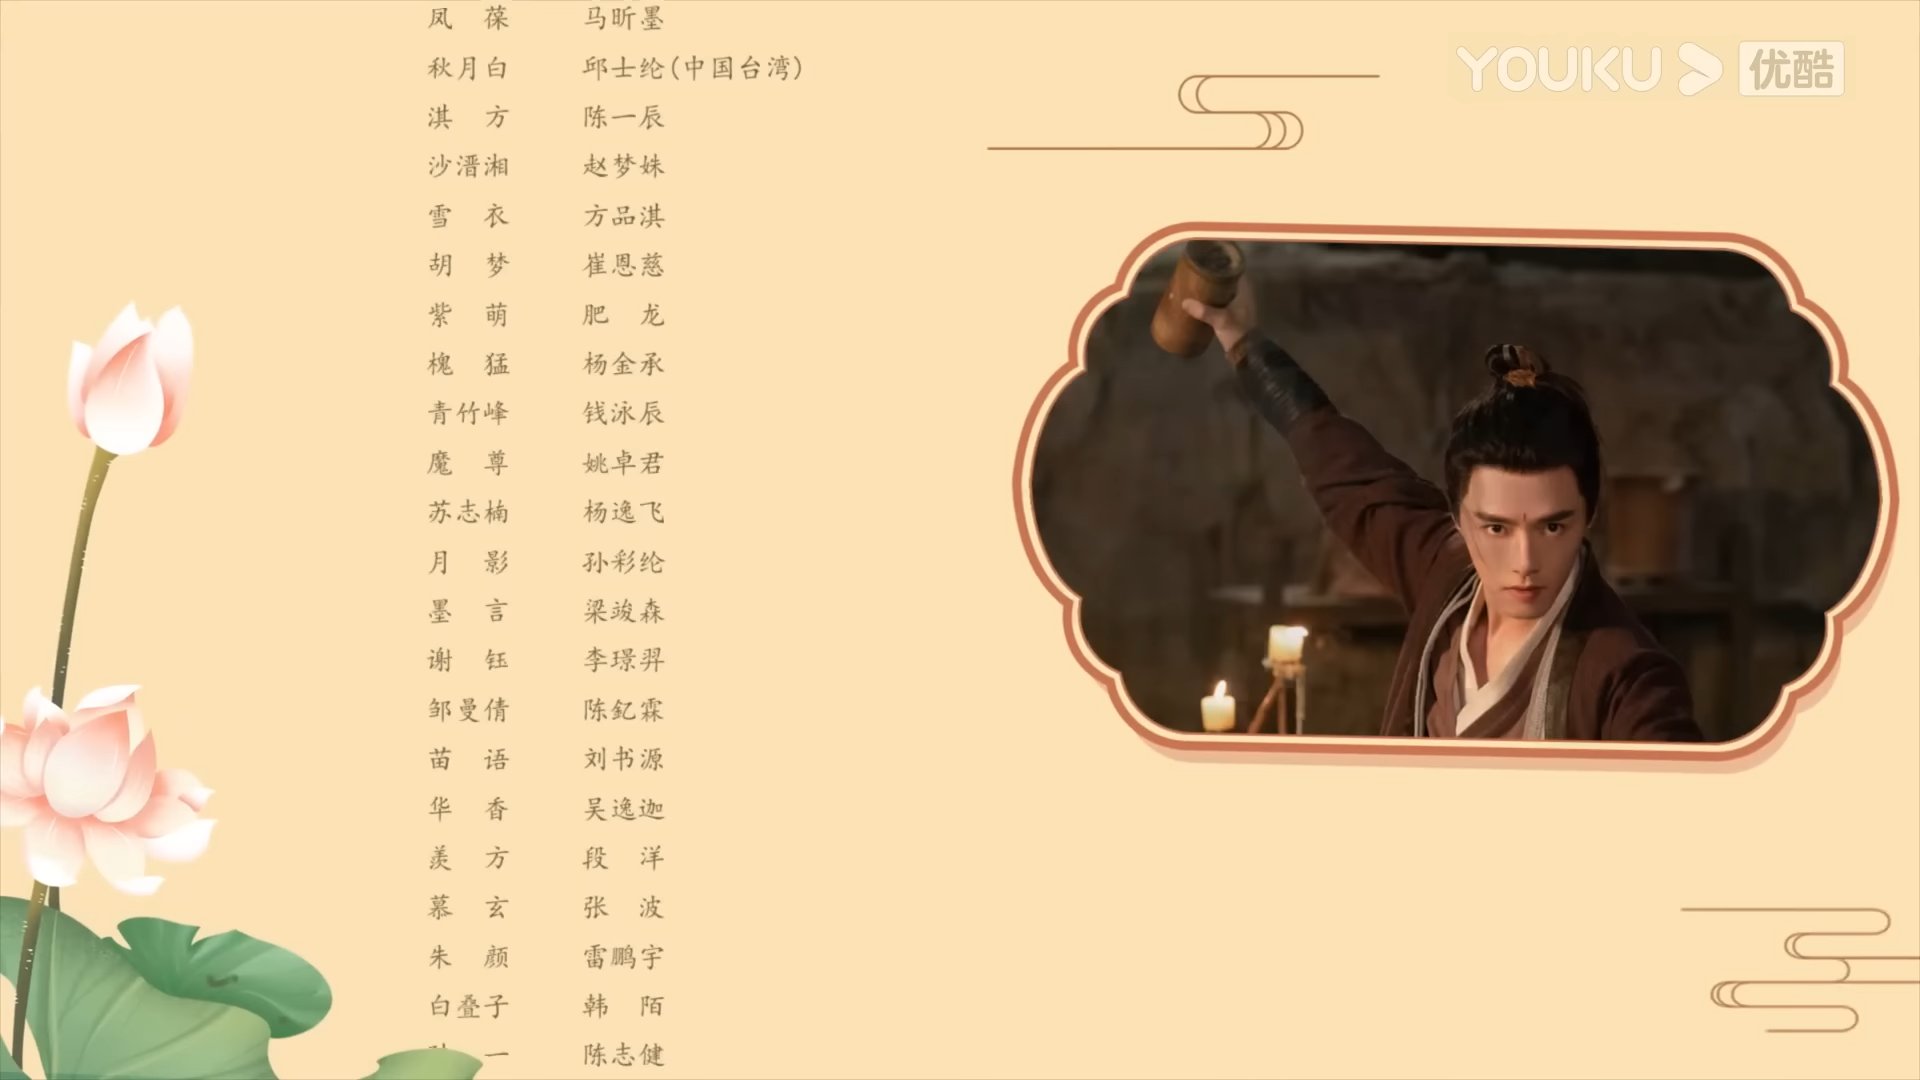 YOUKU 优酷
凤 葆 马昕墨
秋月白 邱士纶(中国台湾)
淇 方 陈一辰
沙溍湘 赵梦姝
雪 衣 方品淇
胡 梦 崔恩慈
紫 萌 肥 龙
槐 猛 杨金承
青竹峰 钱泳辰
魔 尊 姚卓君
苏志楠 杨逸飞
月 影 孙彩纶
墨 言 梁竣森
谢 钰 李璟羿
邹曼倩 陈釔霖
苗 语 刘书源
华 香 吴逸迦
羡 方 段 洋
慕 玄 张 波
朱 颜 雷鹏宇
白叠子 韩 陌
一 陈志健